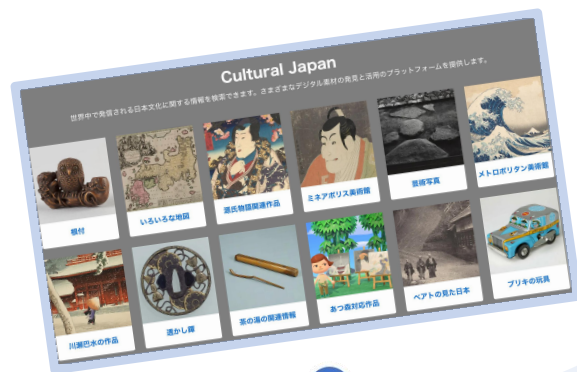 Cultural Japan
世界中で発信される日本文化に関する情報を検索できます。さまざまなデジタル素材の発見と活用のプラットフォームを提供します。
根付
いろいろな地図
源氏物語関連作品
ミネアポリス美術館
芸術写真
メトロポリタン美術館
川瀬巴水の作品
透かし鐔
茶の湯の関連情報
あつ森対応作品
ベアトの見た日本
ブリキの玩具